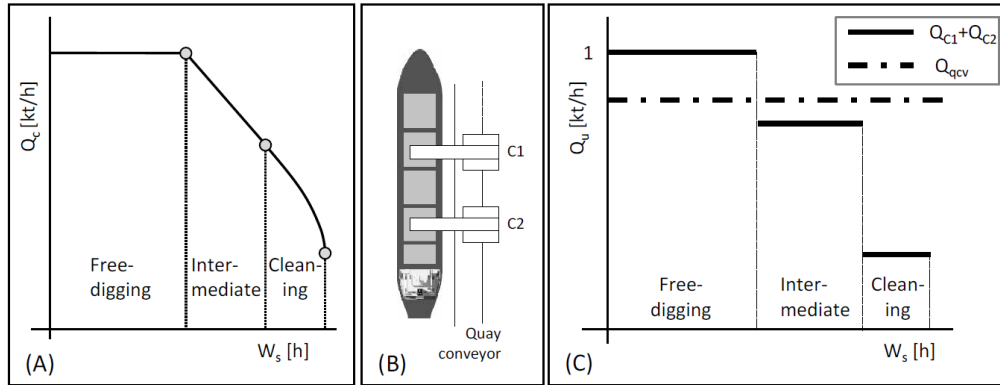 Q_c [kt/h]
Free-
digging
Inter-
mediate
Clean-
ing
(A)
W_s [h]
C1
C2
Quay
conveyor
(B)
Q_u [kt/h]
1
Q_C1+Q_C2
Q_qcv
Free-
digging
Inter-
mediate
Clean-
ing
(C)
W_s [h]